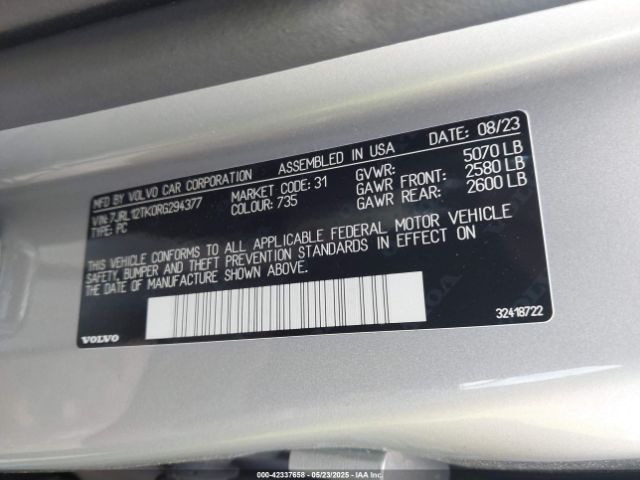 MFD BY VOLVO CAR CORPORATION ASSEMBLED IN USA DATE: 08/23
VIN: 7JRL12TK0RG294377 MARKET CODE: 31 GVWR: 5070 LB
TYPE: PC COLOUR: 735 GAWR FRONT: 2580 LB
GAWR REAR: 2600 LB
THIS VEHICLE CONFORMS TO ALL APPLICABLE FEDERAL MOTOR VEHICLE
SAFETY, BUMPER AND THEFT PREVENTION STANDARDS IN EFFECT ON
THE DATE OF MANUFACTURE SHOWN ABOVE.
VOLVO 32418722
000-42337658 - 05/23/2025 - IAA Inc.